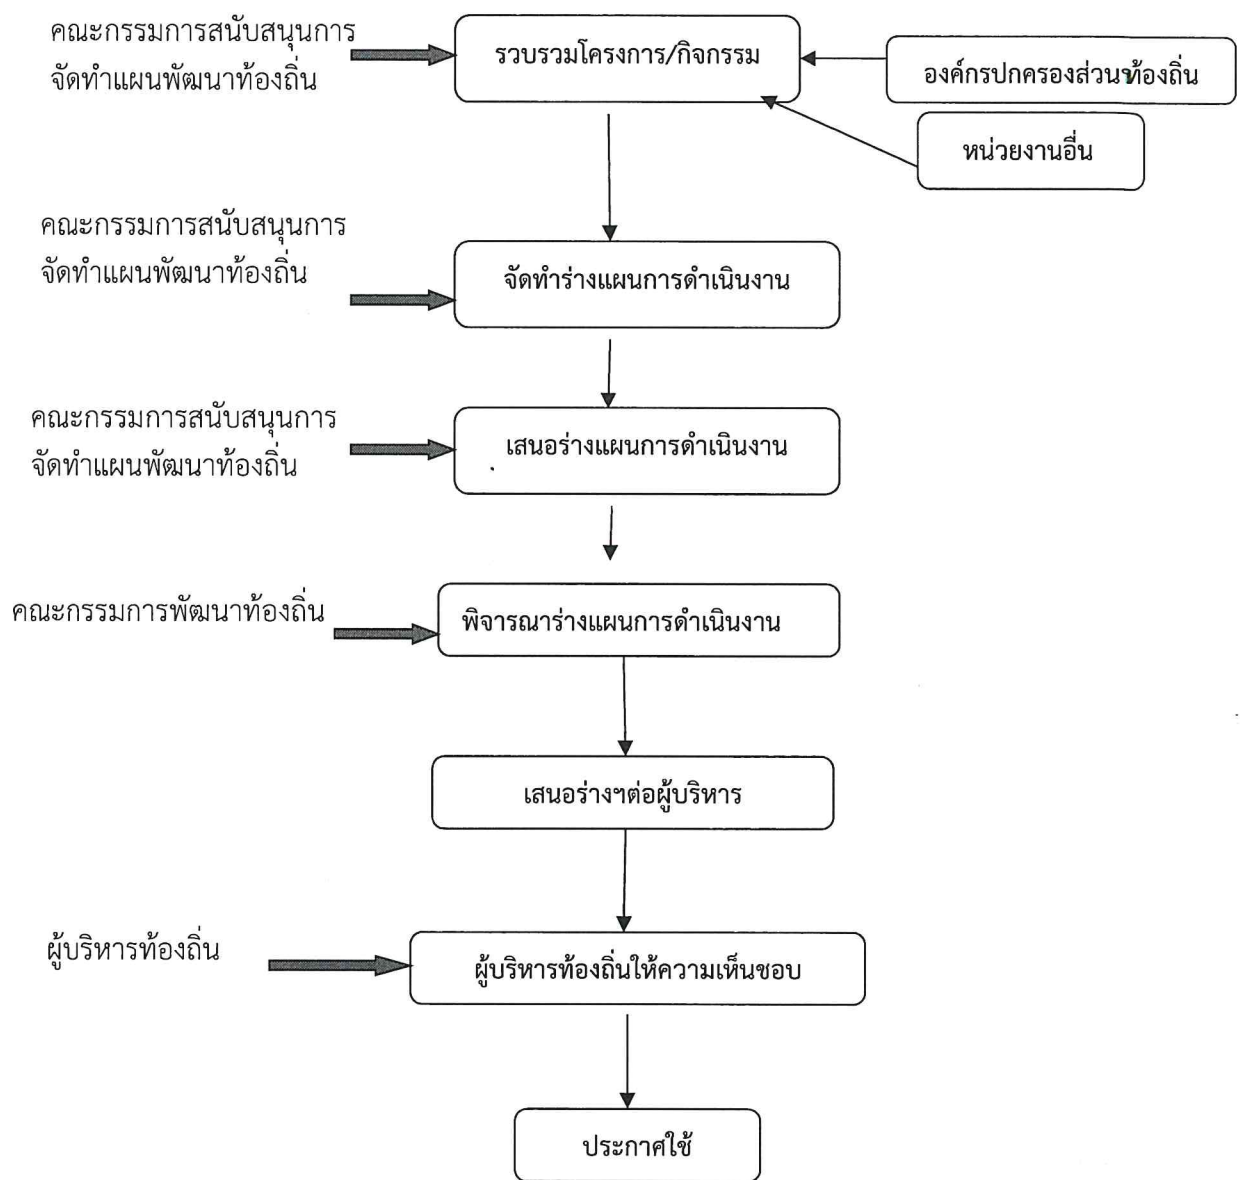 คณะกรรมการสนับสนุนการ
จัดทำแผนพัฒนาท้องถิ่น
รวบรวมโครงการ/กิจกรรม
องค์กรปกครองส่วนท้องถิ่น
หน่วยงานอื่น
คณะกรรมการสนับสนุนการ
จัดทำแผนพัฒนาท้องถิ่น
จัดทำร่างแผนการดำเนินงาน
คณะกรรมการสนับสนุนการ
จัดทำแผนพัฒนาท้องถิ่น
เสนอร่างแผนการดำเนินงาน
คณะกรรมการพัฒนาท้องถิ่น
พิจารณาร่างแผนการดำเนินงาน
เสนอร่างฯต่อผู้บริหาร
ผู้บริหารท้องถิ่น
ผู้บริหารท้องถิ่นให้ความเห็นชอบ
ประกาศใช้